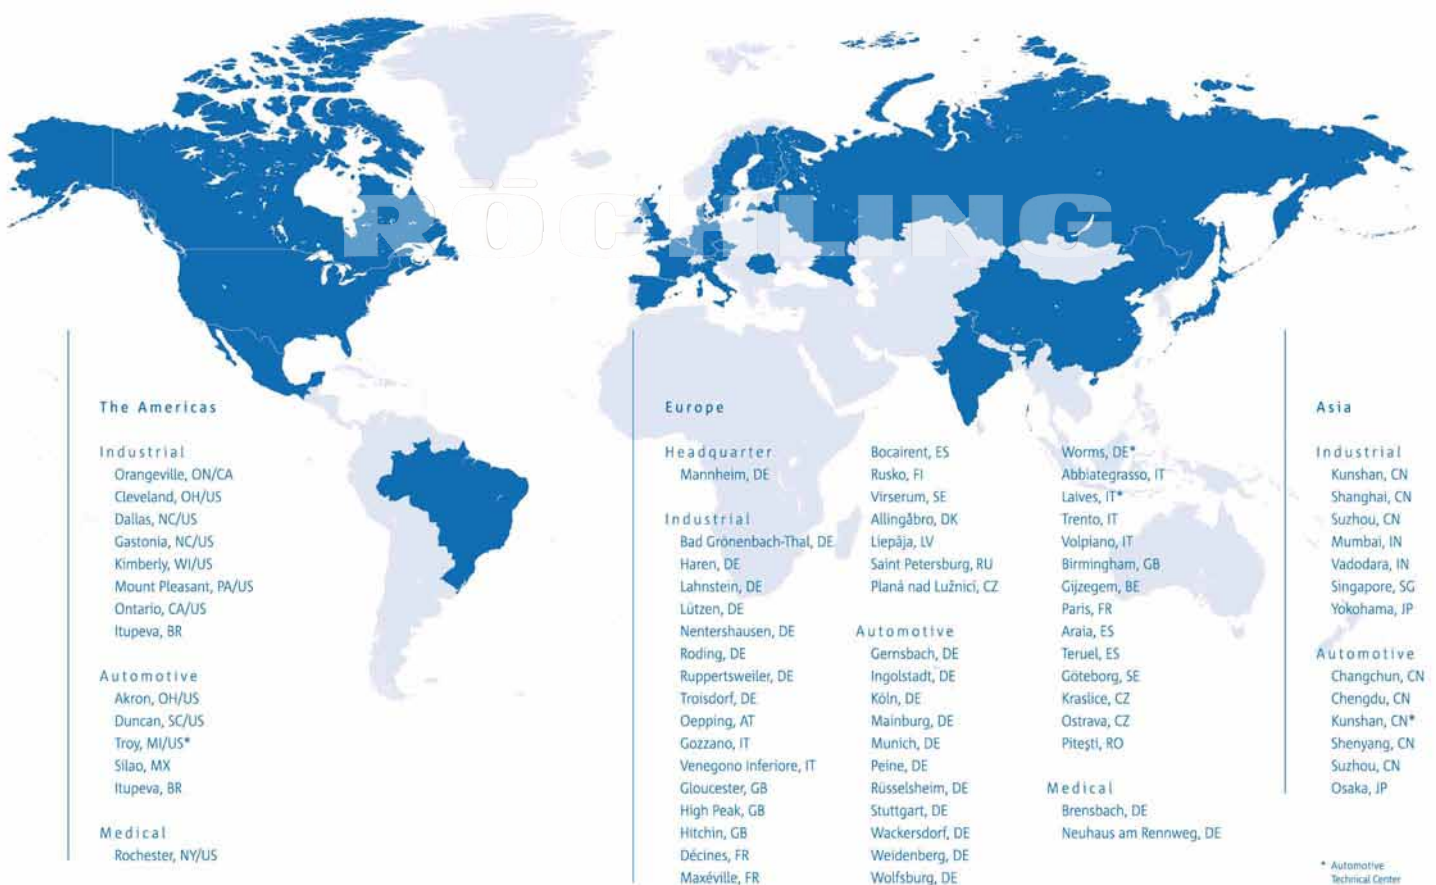 RÖCHLING
The Americas
Industrial
Orangeville, ON/CA
Cleveland, OH/US
Dallas, NC/US
Gastonia, NC/US
Kimberly, WI/US
Mount Pleasant, PA/US
Ontario, CA/US
Itupeva, BR
Automotive
Akron, OH/US
Duncan, SC/US
Troy, MI/US*
Silao, MX
Itupeva, BR
Medical
Rochester, NY/US
Europe
Headquarter
Mannheim, DE
Industrial
Bad Grönenbach-Thal, DE
Haren, DE
Lahnstein, DE
Lützen, DE
Nentershausen, DE
Roding, DE
Ruppertsweiler, DE
Troisdorf, DE
Oepping, AT
Gozzano, IT
Venegono Inferiore, IT
Gloucester, GB
High Peak, GB
Hitchin, GB
Décines, FR
Maxéville, FR
Bocairent, ES
Rusko, FI
Virserum, SE
Allingåbro, DK
Liepāja, LV
Saint Petersburg, RU
Planá nad Lužnicí, CZ
Automotive
Gernsbach, DE
Ingolstadt, DE
Köln, DE
Mainburg, DE
Munich, DE
Peine, DE
Rüsselsheim, DE
Stuttgart, DE
Wackersdorf, DE
Weidenberg, DE
Wolfsburg, DE
Worms, DE*
Abbiategrasso, IT
Laives, IT*
Trento, IT
Volpiano, IT
Birmingham, GB
Gijzegem, BE
Paris, FR
Araia, ES
Teruel, ES
Göteborg, SE
Kraslice, CZ
Ostrava, CZ
Pitești, RO
Medical
Brensbach, DE
Neuhaus am Rennweg, DE
Asia
Industrial
Kunshan, CN
Shanghai, CN
Suzhou, CN
Mumbai, IN
Vadodara, IN
Singapore, SG
Yokohama, JP
Automotive
Changchun, CN
Chengdu, CN
Kunshan, CN*
Shenyang, CN
Suzhou, CN
Osaka, JP
* Automotive
Technical Center